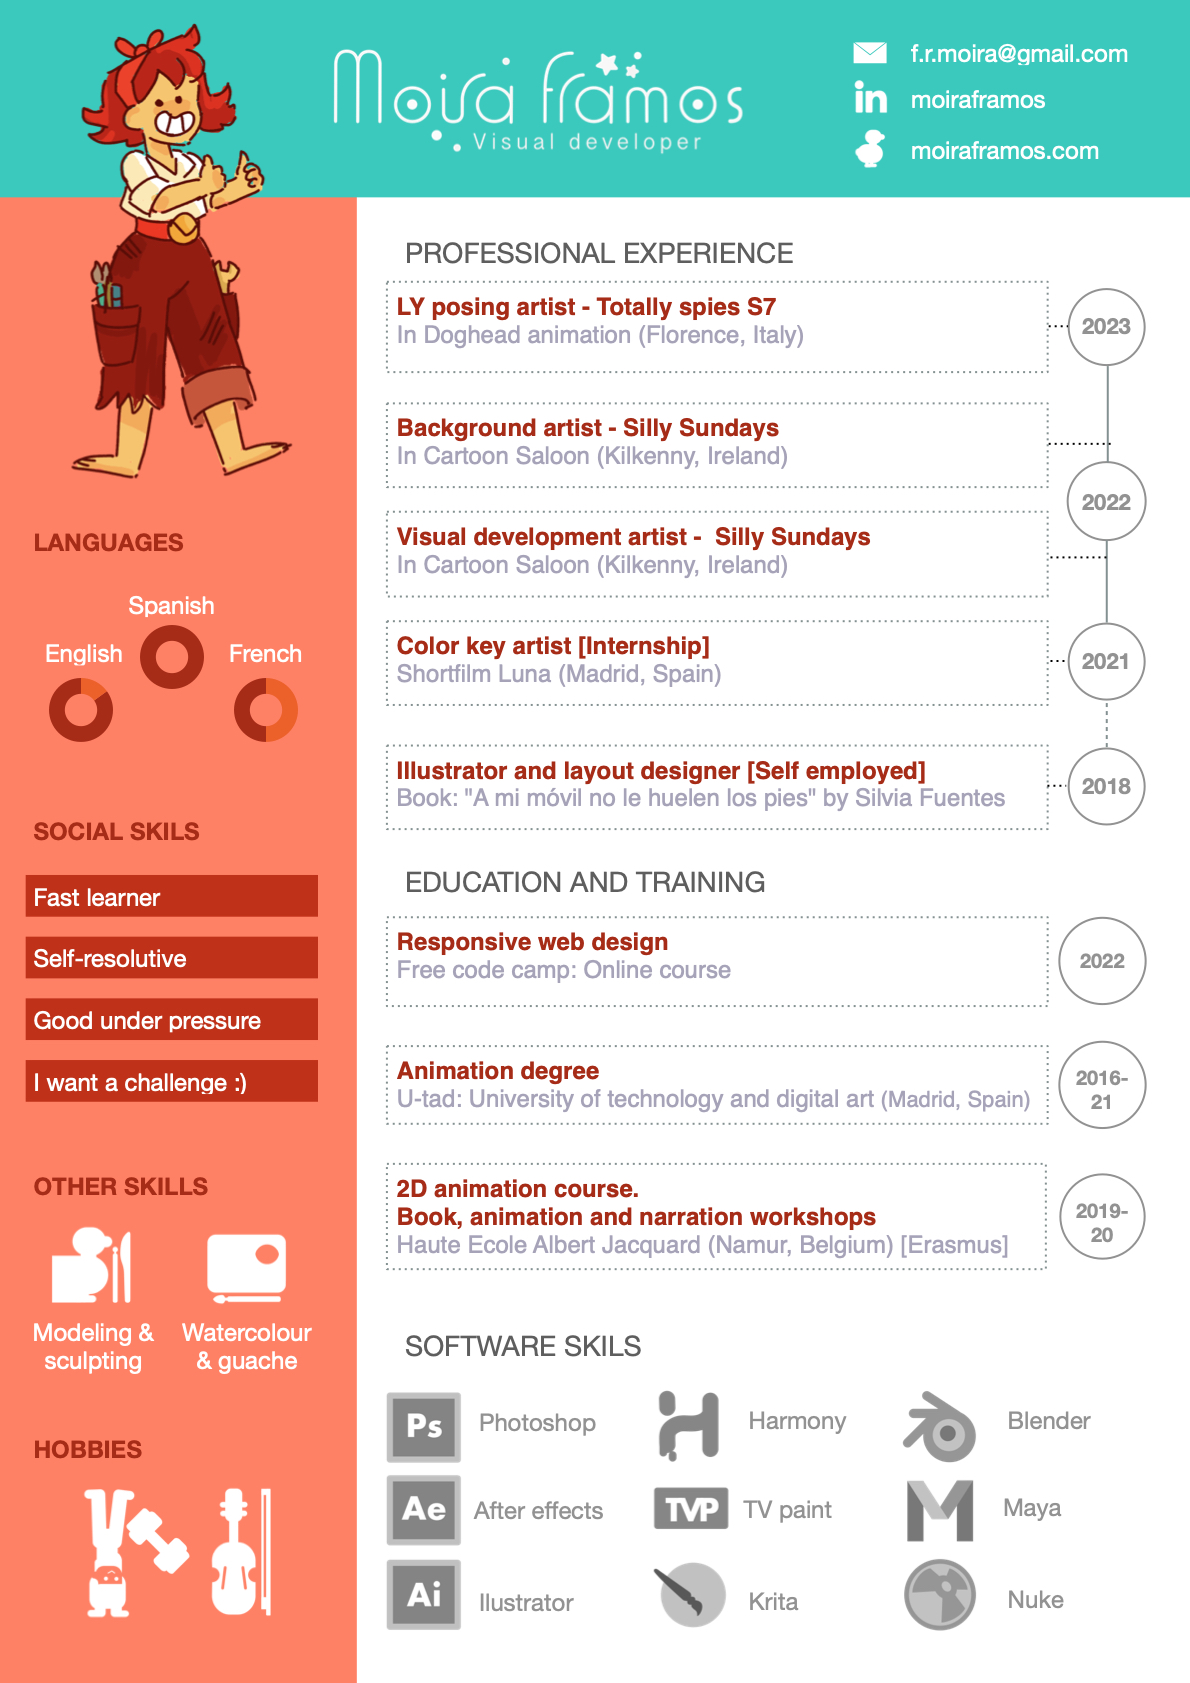 Moira framos
Visual developer
f.r.moira@gmail.com
in
moiraframos
moiraframos.com
LANGUAGES
Spanish
English
French
SOCIAL SKILS
Fast learner
Self-resolutive
Good under pressure
I want a challenge :)
OTHER SKILLS
Modeling &
sculpting
Watercolour
& guache
HOBBIES
PROFESSIONAL EXPERIENCE
LY posing artist - Totally spies S7
In Doghead animation (Florence, Italy)
2023
Background artist - Silly Sundays
In Cartoon Saloon (Kilkenny, Ireland)
2022
Visual development artist -  Silly Sundays
In Cartoon Saloon (Kilkenny, Ireland)
Color key artist [Internship]
Shortfilm Luna (Madrid, Spain)
2021
Illustrator and layout designer [Self employed]
Book: "A mi móvil no le huelen los pies" by Silvia Fuentes
2018
EDUCATION AND TRAINING
Responsive web design
Free code camp: Online course
2022
Animation degree
U-tad: University of technology and digital art (Madrid, Spain)
2016-
21
2D animation course.
Book, animation and narration workshops
Haute Ecole Albert Jacquard (Namur, Belgium) [Erasmus]
2019-
20
SOFTWARE SKILS
Ps Photoshop
Harmony
Blender
Ae After effects
TVP TV paint
Maya
Ai Ilustrator
Krita
Nuke